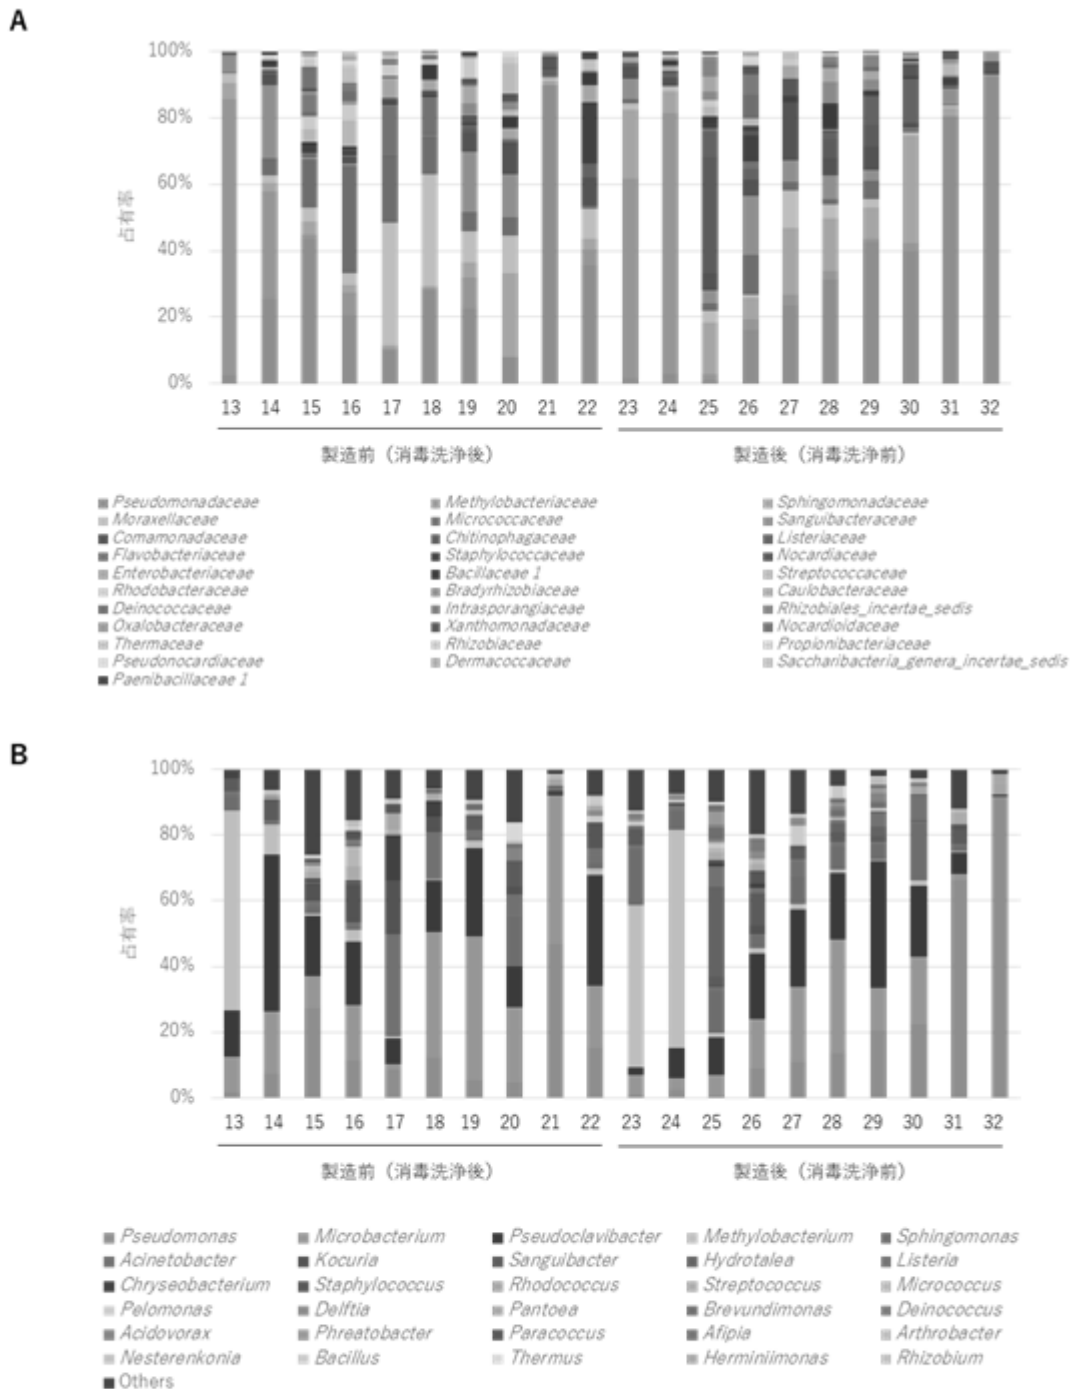 A
100%
80%
60%
占有率
40%
20%
0%
13 14 15 16 17 18 19 20 21 22 23 24 25 26 27 28 29 30 31 32
製造前（消毒洗浄後） 製造後（消毒洗浄前）
Pseudomonadaceae Methylobacteriaceae Sphingomonadaceae
Moraxellaceae Micrococcaceae Sanguibacteraceae
Comamonadaceae Chitinophagaceae Listeriaceae
Flavobacteriaceae Staphylococcaceae Nocardiaceae
Enterobacteriaceae Bacillaceae 1 Streptococcaceae
Rhodobacteraceae Bradyrhizobiaceae Caulobacteraceae
Deinococcaceae Intrasporangiaceae Rhizobiales_incertae_sedis
Oxalobacteraceae Xanthomonadaceae Nocardioidaceae
Thermaceae Rhizobiaceae Propionibacteriaceae
Pseudonocardiaceae Dermacoccaceae Saccharibacteria_genera_incertae_sedis
Paenibacillaceae 1
B
100%
80%
60%
占有率
40%
20%
0%
13 14 15 16 17 18 19 20 21 22 23 24 25 26 27 28 29 30 31 32
製造前（消毒洗浄後） 製造後（消毒洗浄前）
Pseudomonas Microbacterium Pseudoclavibacter Methylobacterium Sphingomonas
Acinetobacter Kocuria Sanguibacter Hydrotalea Listeria
Chryseobacterium Staphylococcus Rhodococcus Streptococcus Micrococcus
Pelomonas Delftia Pantoea Brevundimonas Deinococcus
Acidovorax Phreatobacter Paracoccus Afipia Arthrobacter
Nesterenkonia Bacillus Thermus Herminiimonas Rhizobium
Others